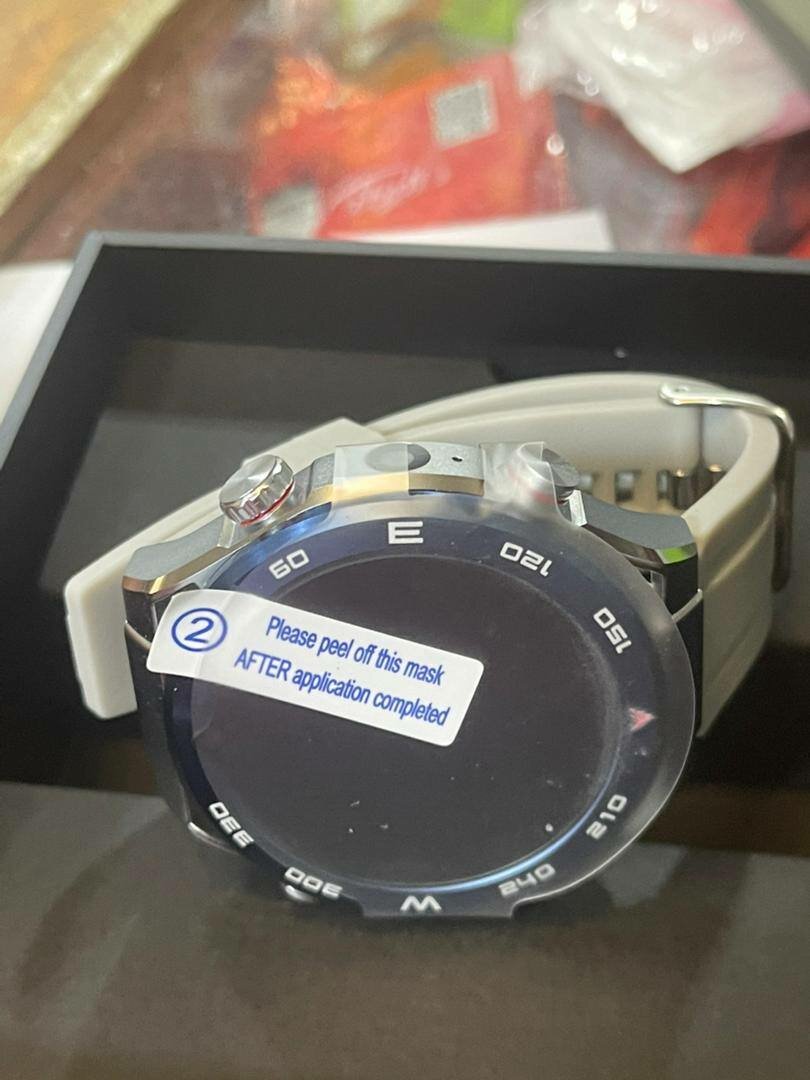 E
60
120
150
②
Please peel off this mask
AFTER application completed
210
330
300
240
W